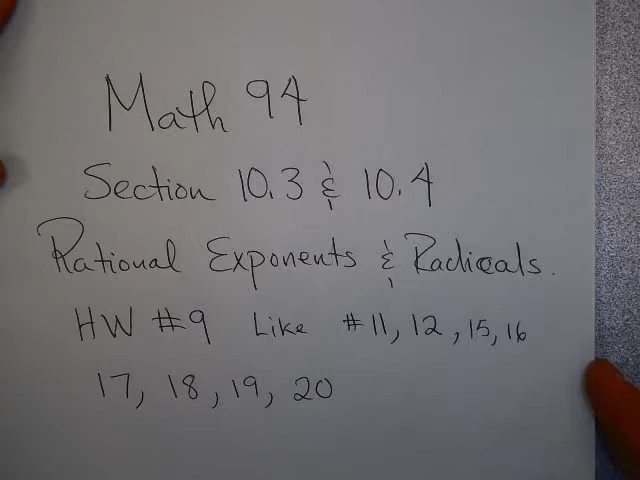 Math 94
Section 10.3 & 10.4
Rational Exponents & Radicals.
HW #9 Like #11, 12, 15, 16
17, 18, 19, 20